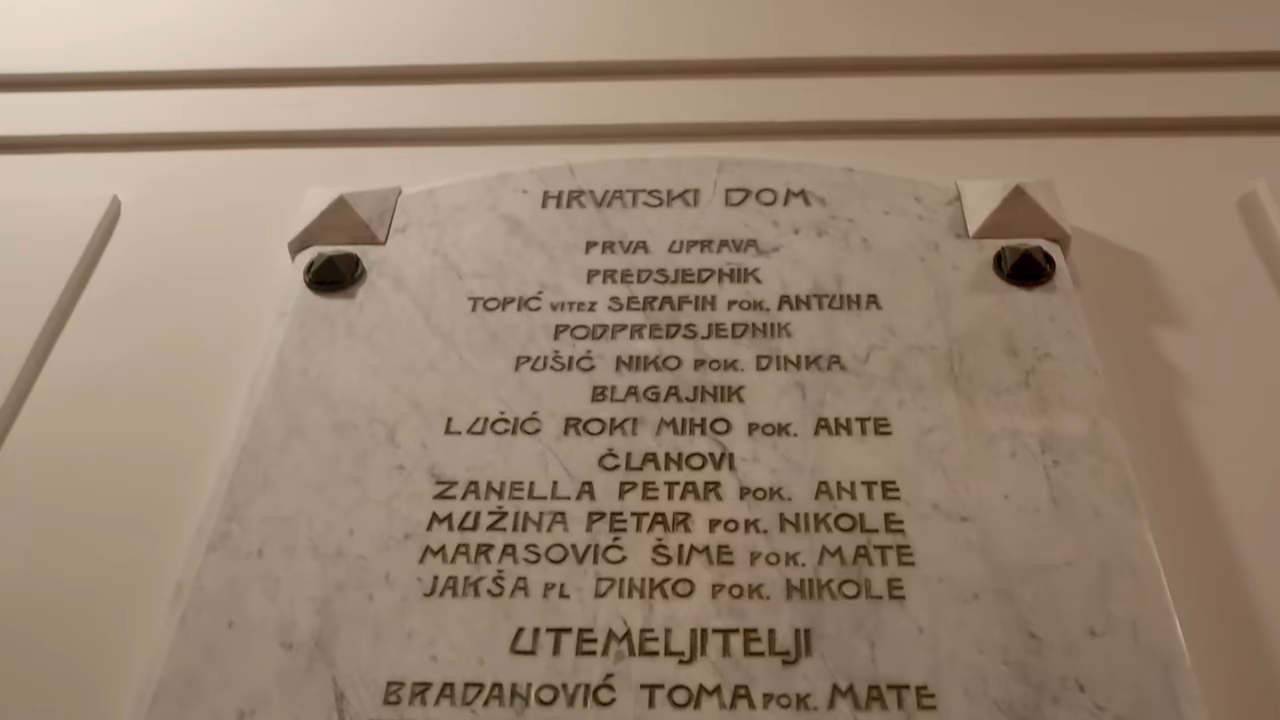 HRVATSKI DOM
PRVA UPRAVA
PREDSJEDNIK
TOPIĆ VITEZ SERAFIN POK. ANTUNA
PODPREDSJEDNIK
PUŠIĆ NIKO POK. DINKA
BLAGAJNIK
LUČIĆ ROKI MIHO POK. ANTE
ČLANOVI
ZANELLA PETAR POK. ANTE
MUŽINA PETAR POK. NIKOLE
MARASOVIĆ ŠIME POK. MATE
JAKŠA PL DINKO POK. NIKOLE
UTEMELJITELJI
BRADANOVIĆ TOMA POK. MATE